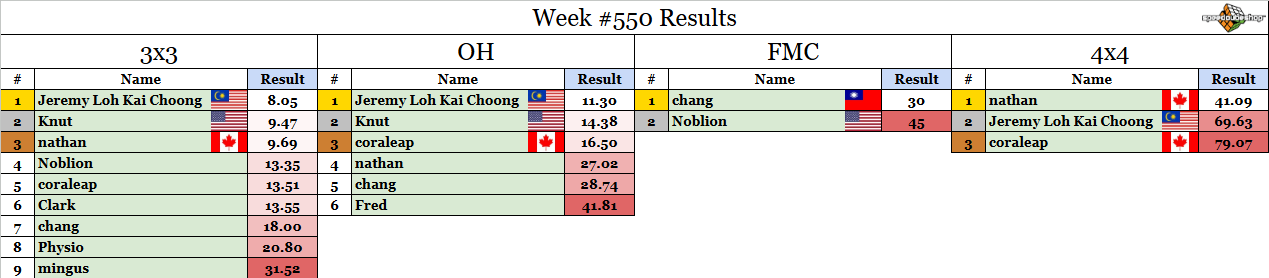 Week #550 Results
speedcubeshop
3x3 OH FMC 4x4
# Name Result # Name Result # Name Result # Name Result
1 Jeremy Loh Kai Choong 8.05 1 Jeremy Loh Kai Choong 11.30 1 chang 30 1 nathan 41.09
2 Knut 9.47 2 Knut 14.38 2 Noblion 45 2 Jeremy Loh Kai Choong 69.63
3 nathan 9.69 3 coraleap 16.50 3 coraleap 79.07
4 Noblion 13.35 4 nathan 27.02
5 coraleap 13.51 5 chang 28.74
6 Clark 13.55 6 Fred 41.81
7 chang 18.00
8 Physio 20.80
9 mingus 31.52